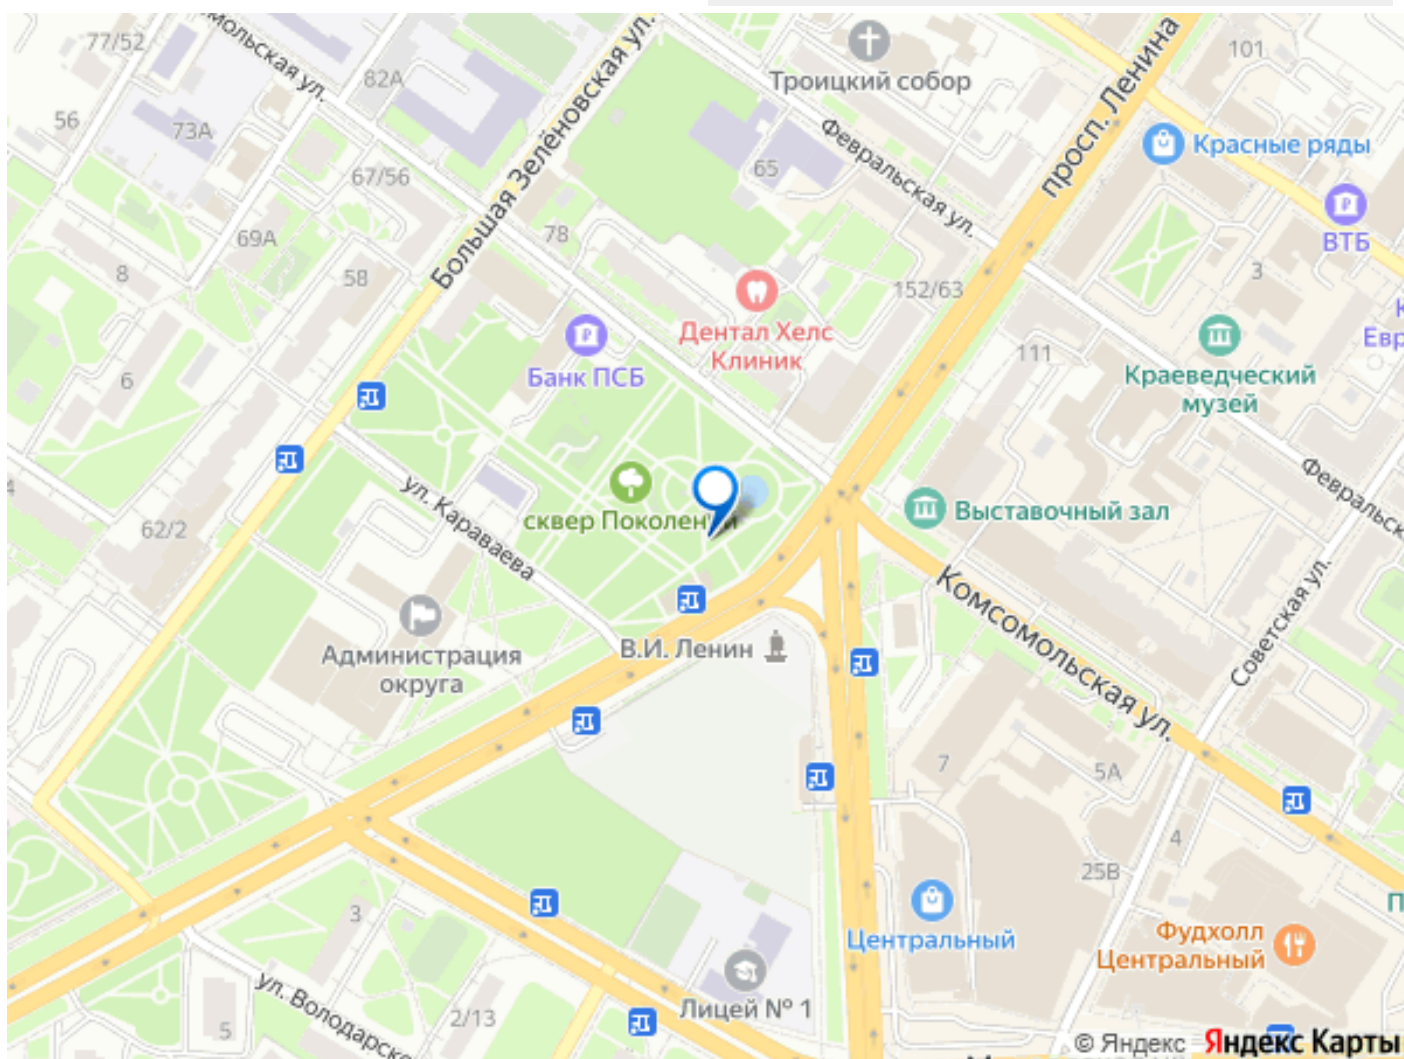 77/52
мольская ул.
82А
56
73А
67/56
Большая Зелёновская ул.
Троицкий собор
65
Февральская ул.
просп. Ленина
101
Красные ряды
ВТБ
69А
8
58
78
152/63
3
6
Дентал Хелс
Клиник
Банк ПСБ
111
Краеведческий
музей
К
Евр
62/2
ул. Караваева
сквер Поколений
Выставочный зал
Февральск
Комсомольская ул.
Советская ул.
Администрация
округа
В.И. Ленин
7
5А
4
25В
3
Центральный
Фудхолл
Центральный
П
ул. Володарско
5
2/13
Лицей № 1
© Яндекс Яндекс Карты